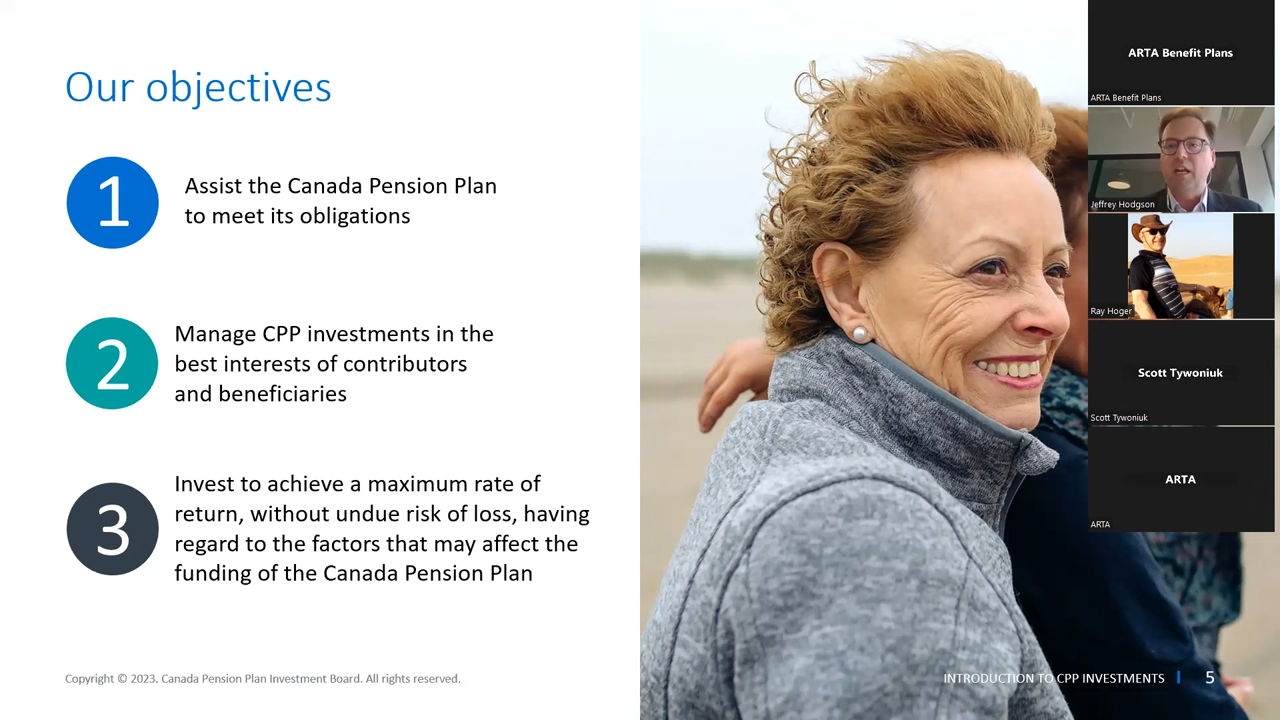 Our objectives
1
Assist the Canada Pension Plan
to meet its obligations
2
Manage CPP investments in the
best interests of contributors
and beneficiaries
3
Invest to achieve a maximum rate of
return, without undue risk of loss, having
regard to the factors that may affect the
funding of the Canada Pension Plan
Copyright © 2023. Canada Pension Plan Investment Board. All rights reserved.
INTRODUCTION TO CPP INVESTMENTS | 5
ARTA Benefit Plans
ARTA Benefit Plans
Jeffrey Hodgson
Ray Hoger
Scott Tywoniuk
Scott Tywoniuk
ARTA
ARTA